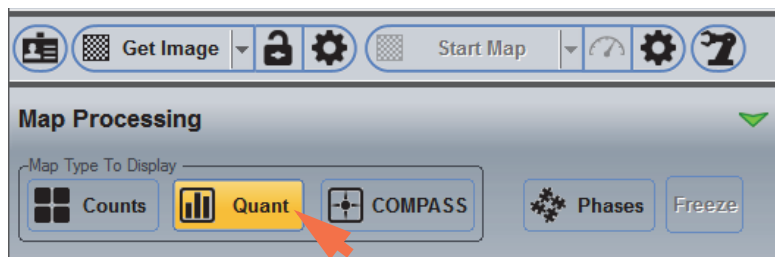 Get Image Start Map
Map Processing
Map Type To Display
Counts Quant COMPASS Phases Freeze